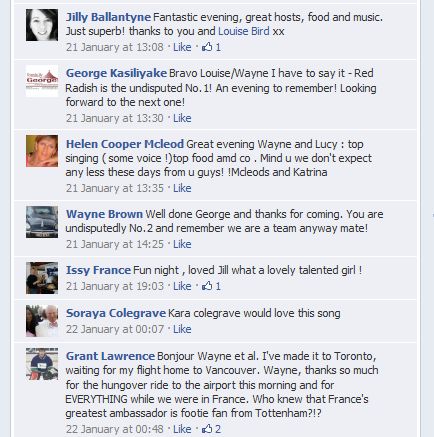 Jilly Ballantyne Fantastic evening, great hosts, food and music.
Just superb! thanks to you and Louise Bird xx
21 January at 13:08 · Like · 1
George Kasiliyake Bravo Louise/Wayne I have to say it - Red
Radish is the undisputed No.1! An evening to remember! Looking
forward to the next one!
21 January at 13:30 · Like
Helen Cooper Mcleod Great evening Wayne and Lucy : top
singing ( some voice !)top food amd co . Mind u we don't expect
any less these days from u guys! !Mcleods and Katrina
21 January at 13:35 · Like
Wayne Brown Well done George and thanks for coming. You are
undisputedly No.2 and remember we are a team anyway mate!
21 January at 14:25 · Like
Issy France Fun night , loved Jill what a lovely talented girl !
21 January at 19:03 · Like · 1
Soraya Colegrave Kara colegrave would love this song
22 January at 00:07 · Like
Grant Lawrence Bonjour Wayne et al. I've made it to Toronto,
waiting for my flight home to Vancouver. Wayne, thanks so much
for the hungover ride to the airport this morning and for
EVERYTHING while we were in France. Who knew that France's
greatest ambassador is footie fan from Tottenham?!?
22 January at 00:48 · Like · 2